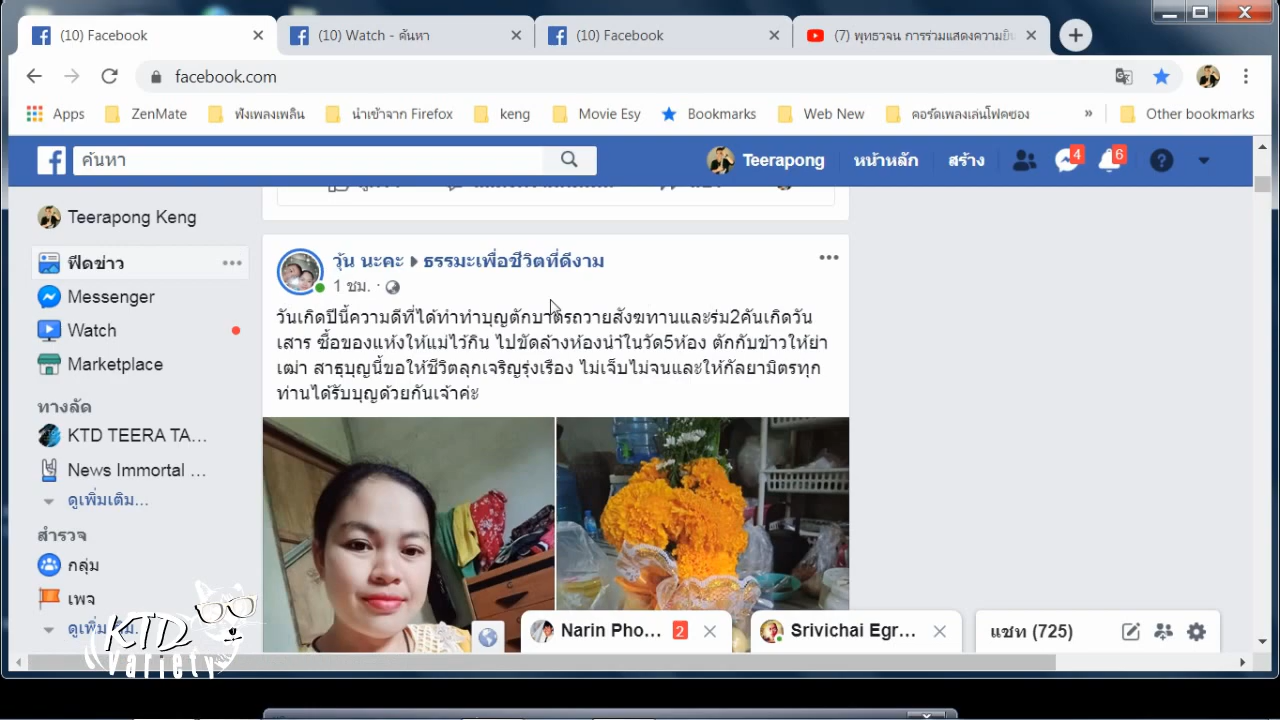 (10) Facebook
(10) Watch - ค้นหา
(10) Facebook
(7) พุทธวจน การร่วมแสดงความยิน
facebook.com
Apps
ZenMate
ฟังเพลงเพลิน
นำเข้าจาก Firefox
keng
Movie Esy
Bookmarks
Web New
คอร์ดเพลงเล่นโฟคซอง
»
Other bookmarks
ค้นหา
Teerapong
หน้าหลัก
สร้าง
4
6
Teerapong Keng
ฟีดข่าว
Messenger
Watch
Marketplace
ทางลัด
KTD TEERA TA...
News Immortal ...
ดูเพิ่มเติม...
สำรวจ
กลุ่ม
เพจ
วุ้น นะคะ ▸ ธรรมะเพื่อชีวิตที่ดีงาม
1 ชม. ·
วันเกิดปีนี้ความดีที่ได้ทำทำบุญตักบาตรถวายสังฆทานและร่ม2คันเกิดวัน
เสาร ซื้อของแห้งให้แม่ไว้กิน ไปขัดล้างห้องน่าในวัด5ห้อง ตักกับข้าวให้ย่า
เฒ่า สาธุบุญนี้ขอให้ชีวิตลุกเจริญรุ่งเรือง ไม่เจ็บไม่จนและให้กัลยามิตรทุก
ท่านได้รีบบุญด้วยกันเจ้าค่ะ
Narin Pho... 2
Srivichai Egr...
แชท (725)
KTD
Variety